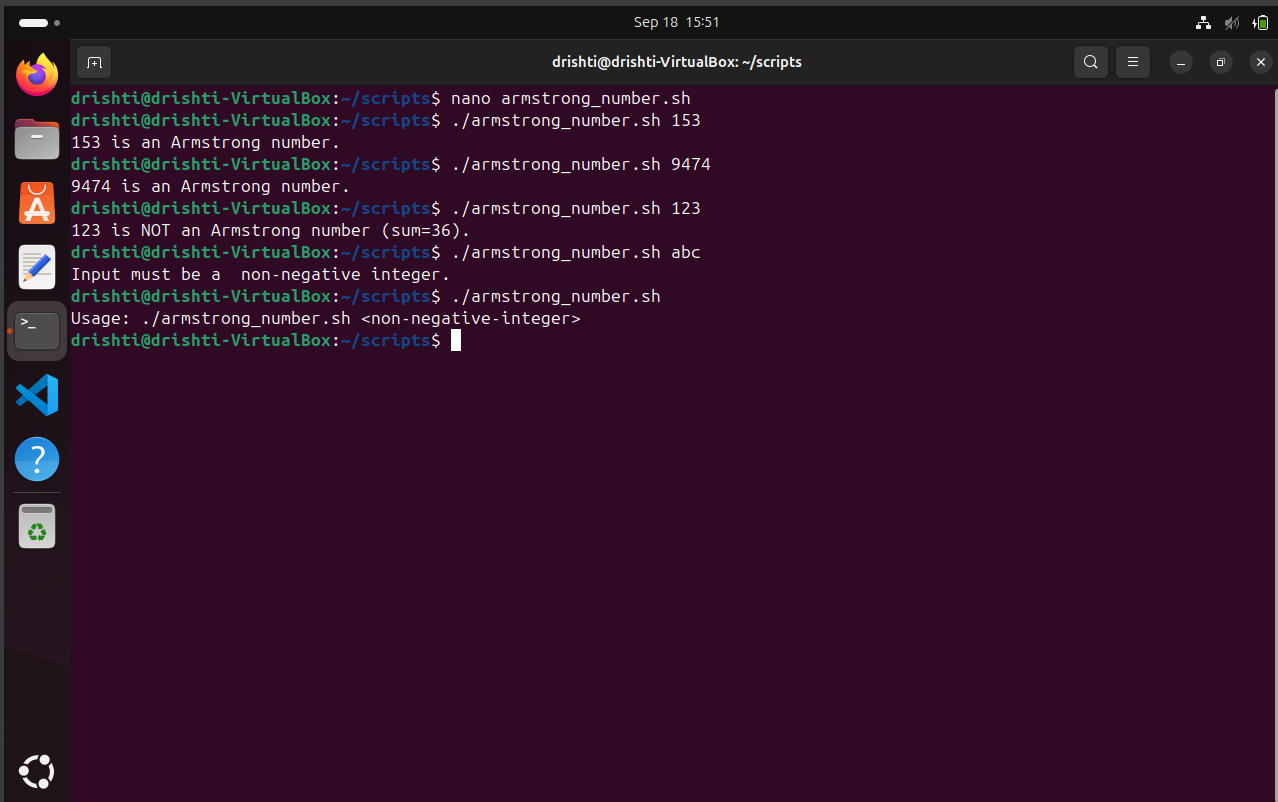 Sep 18 15:51
drishti@drishti-VirtualBox: ~/scripts
drishti@drishti-VirtualBox:~/scripts$ nano armstrong_number.sh
drishti@drishti-VirtualBox:~/scripts$ ./armstrong_number.sh 153
153 is an Armstrong number.
drishti@drishti-VirtualBox:~/scripts$ ./armstrong_number.sh 9474
9474 is an Armstrong number.
drishti@drishti-VirtualBox:~/scripts$ ./armstrong_number.sh 123
123 is NOT an Armstrong number (sum=36).
drishti@drishti-VirtualBox:~/scripts$ ./armstrong_number.sh abc
Input must be a  non-negative integer.
drishti@drishti-VirtualBox:~/scripts$ ./armstrong_number.sh
Usage: ./armstrong_number.sh <non-negative-integer>
drishti@drishti-VirtualBox:~/scripts$